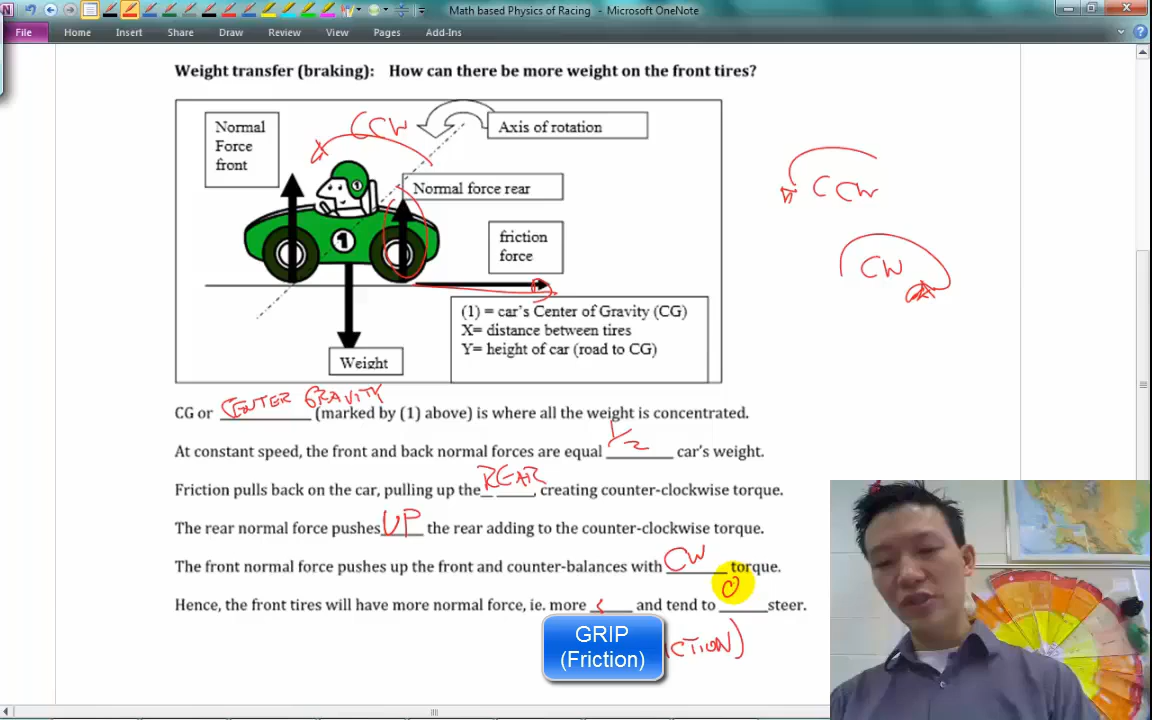 Math based Physics of Racing - Microsoft OneNote
File Home Insert Share Draw Review View Pages Add-Ins
Weight transfer (braking): How can there be more weight on the front tires?
Normal
Force
front
CCW
Axis of rotation
Normal force rear
1
1
friction
force
CCW
CW
(1) = car's Center of Gravity (CG)
X= distance between tires
Y= height of car (road to CG)
Weight
CG or CENTER GRAVITY (marked by (1) above) is where all the weight is concentrated.
At constant speed, the front and back normal forces are equal 1/2 car's weight.
Friction pulls back on the car, pulling up the REAR, creating counter-clockwise torque.
The rear normal force pushes UP the rear adding to the counter-clockwise torque.
The front normal force pushes up the front and counter-balances with CW torque.
Hence, the front tires will have more normal force, ie. more ____ and tend to O steer.
GRIP
(Friction)
ICTION)